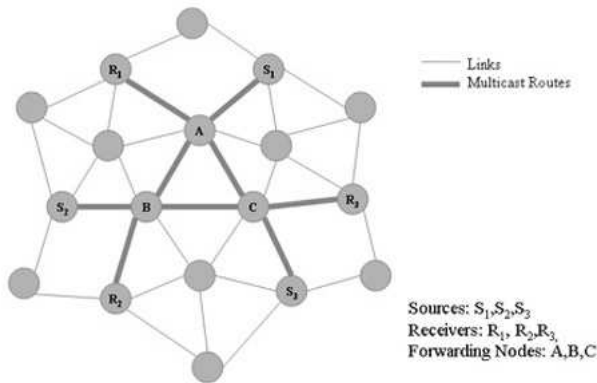 R1
S1
Links
Multicast Routes
A
S2
B
C
R3
R2
S3
Sources: S1,S2,S3
Receivers: R1, R2,R3,
Forwarding Nodes: A,B,C